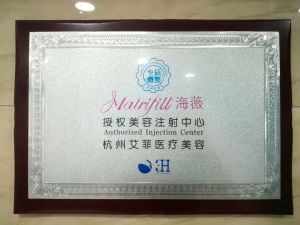 Matrifill 海薇
授权美容注射中心
Authorized Injection Center
杭州艾菲医疗美容
3H